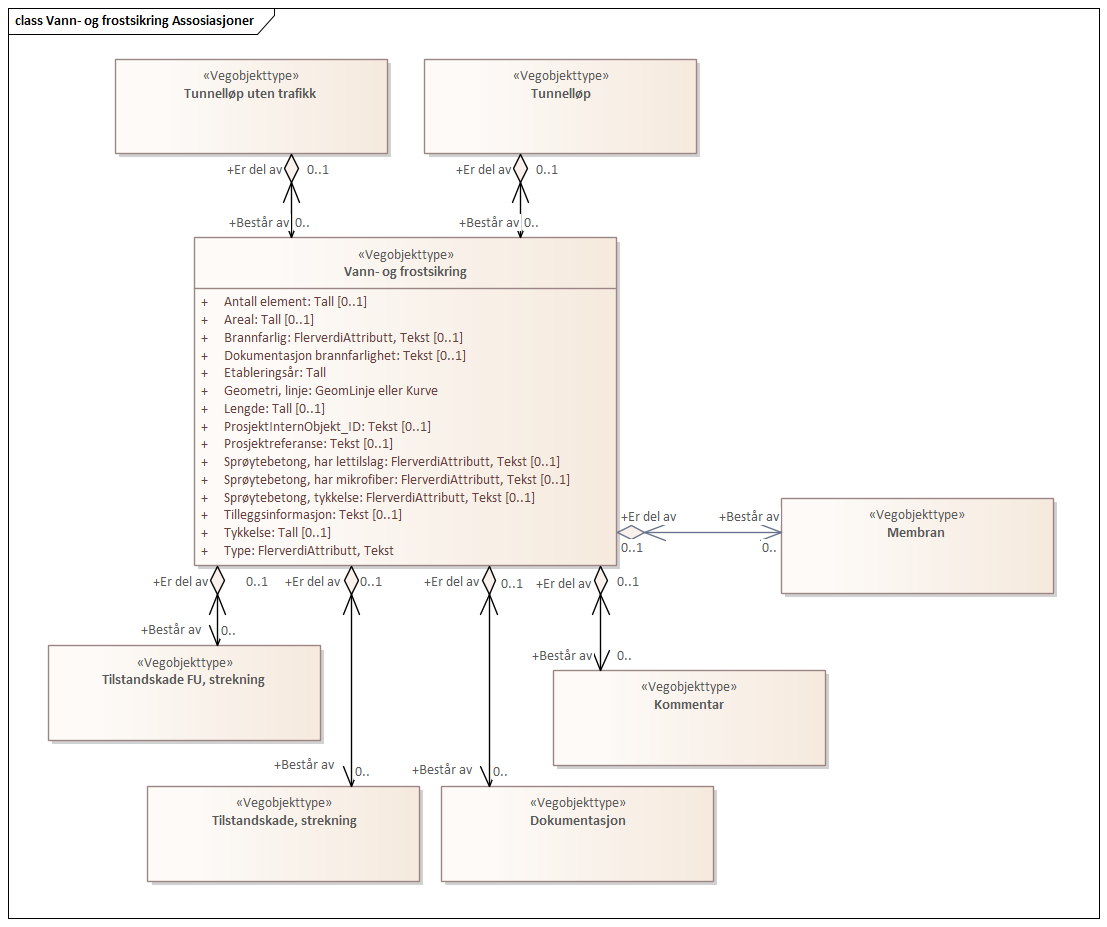 class Vann- og frostsikring Assosiasjoner
«Vegobjekttype»
Tunnelløp uten trafikk
«Vegobjekttype»
Tunnelløp
+Er del av 0..1
+Er del av 0..1
+Består av 0..
+Består av 0..
«Vegobjekttype»
Vann- og frostsikring
+ Antall element: Tall [0..1]
+ Areal: Tall [0..1]
+ Brannfarlig: FlerverdiAttributt, Tekst [0..1]
+ Dokumentasjon brannfarlighet: Tekst [0..1]
+ Etableringsår: Tall
+ Geometri, linje: GeomLinje eller Kurve
+ Lengde: Tall [0..1]
+ ProsjektInternObjekt_ID: Tekst [0..1]
+ Prosjektreferanse: Tekst [0..1]
+ Sprøytebetong, har lettilslag: FlerverdiAttributt, Tekst [0..1]
+ Sprøytebetong, har mikrofiber: FlerverdiAttributt, Tekst [0..1]
+ Sprøytebetong, tykkelse: FlerverdiAttributt, Tekst [0..1]
+ Tilleggsinformasjon: Tekst [0..1]
+ Tykkelse: Tall [0..1]
+ Type: FlerverdiAttributt, Tekst
+Er del av
0..1
+Består av
0..
«Vegobjekttype»
Membran
+Er del av 0..1
+Er del av 0..1
+Er del av 0..1
+Er del av 0..1
+Består av 0..
«Vegobjekttype»
Tilstandskade FU, strekning
+Består av 0..
«Vegobjekttype»
Kommentar
+Består av 0..
+Består av 0..
«Vegobjekttype»
Tilstandskade, strekning
«Vegobjekttype»
Dokumentasjon